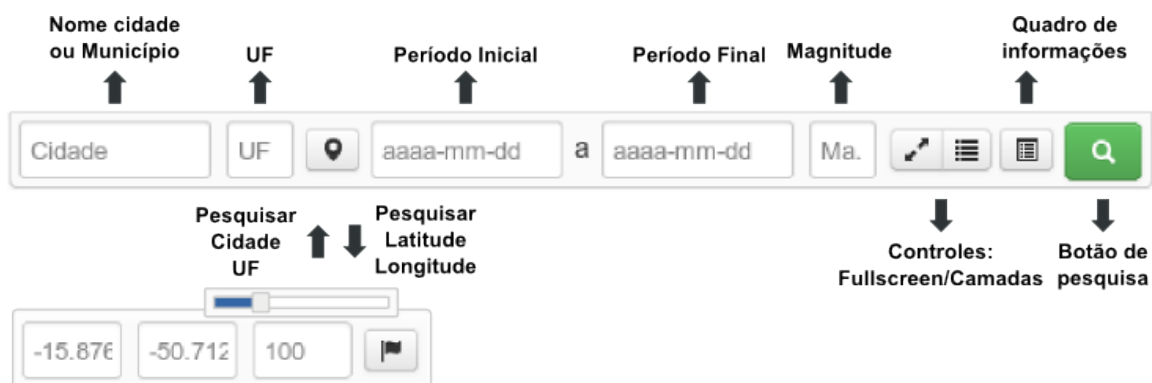 Nome cidade
ou Município
UF
Período Inicial
Período Final
Magnitude
Quadro de
informações
Cidade
UF
aaaa-mm-dd
a
aaaa-mm-dd
Ma.
Pesquisar
Cidade
UF
Pesquisar
Latitude
Longitude
Controles:
Fullscreen/Camadas
Botão de
pesquisa
-15.876
-50.712
100